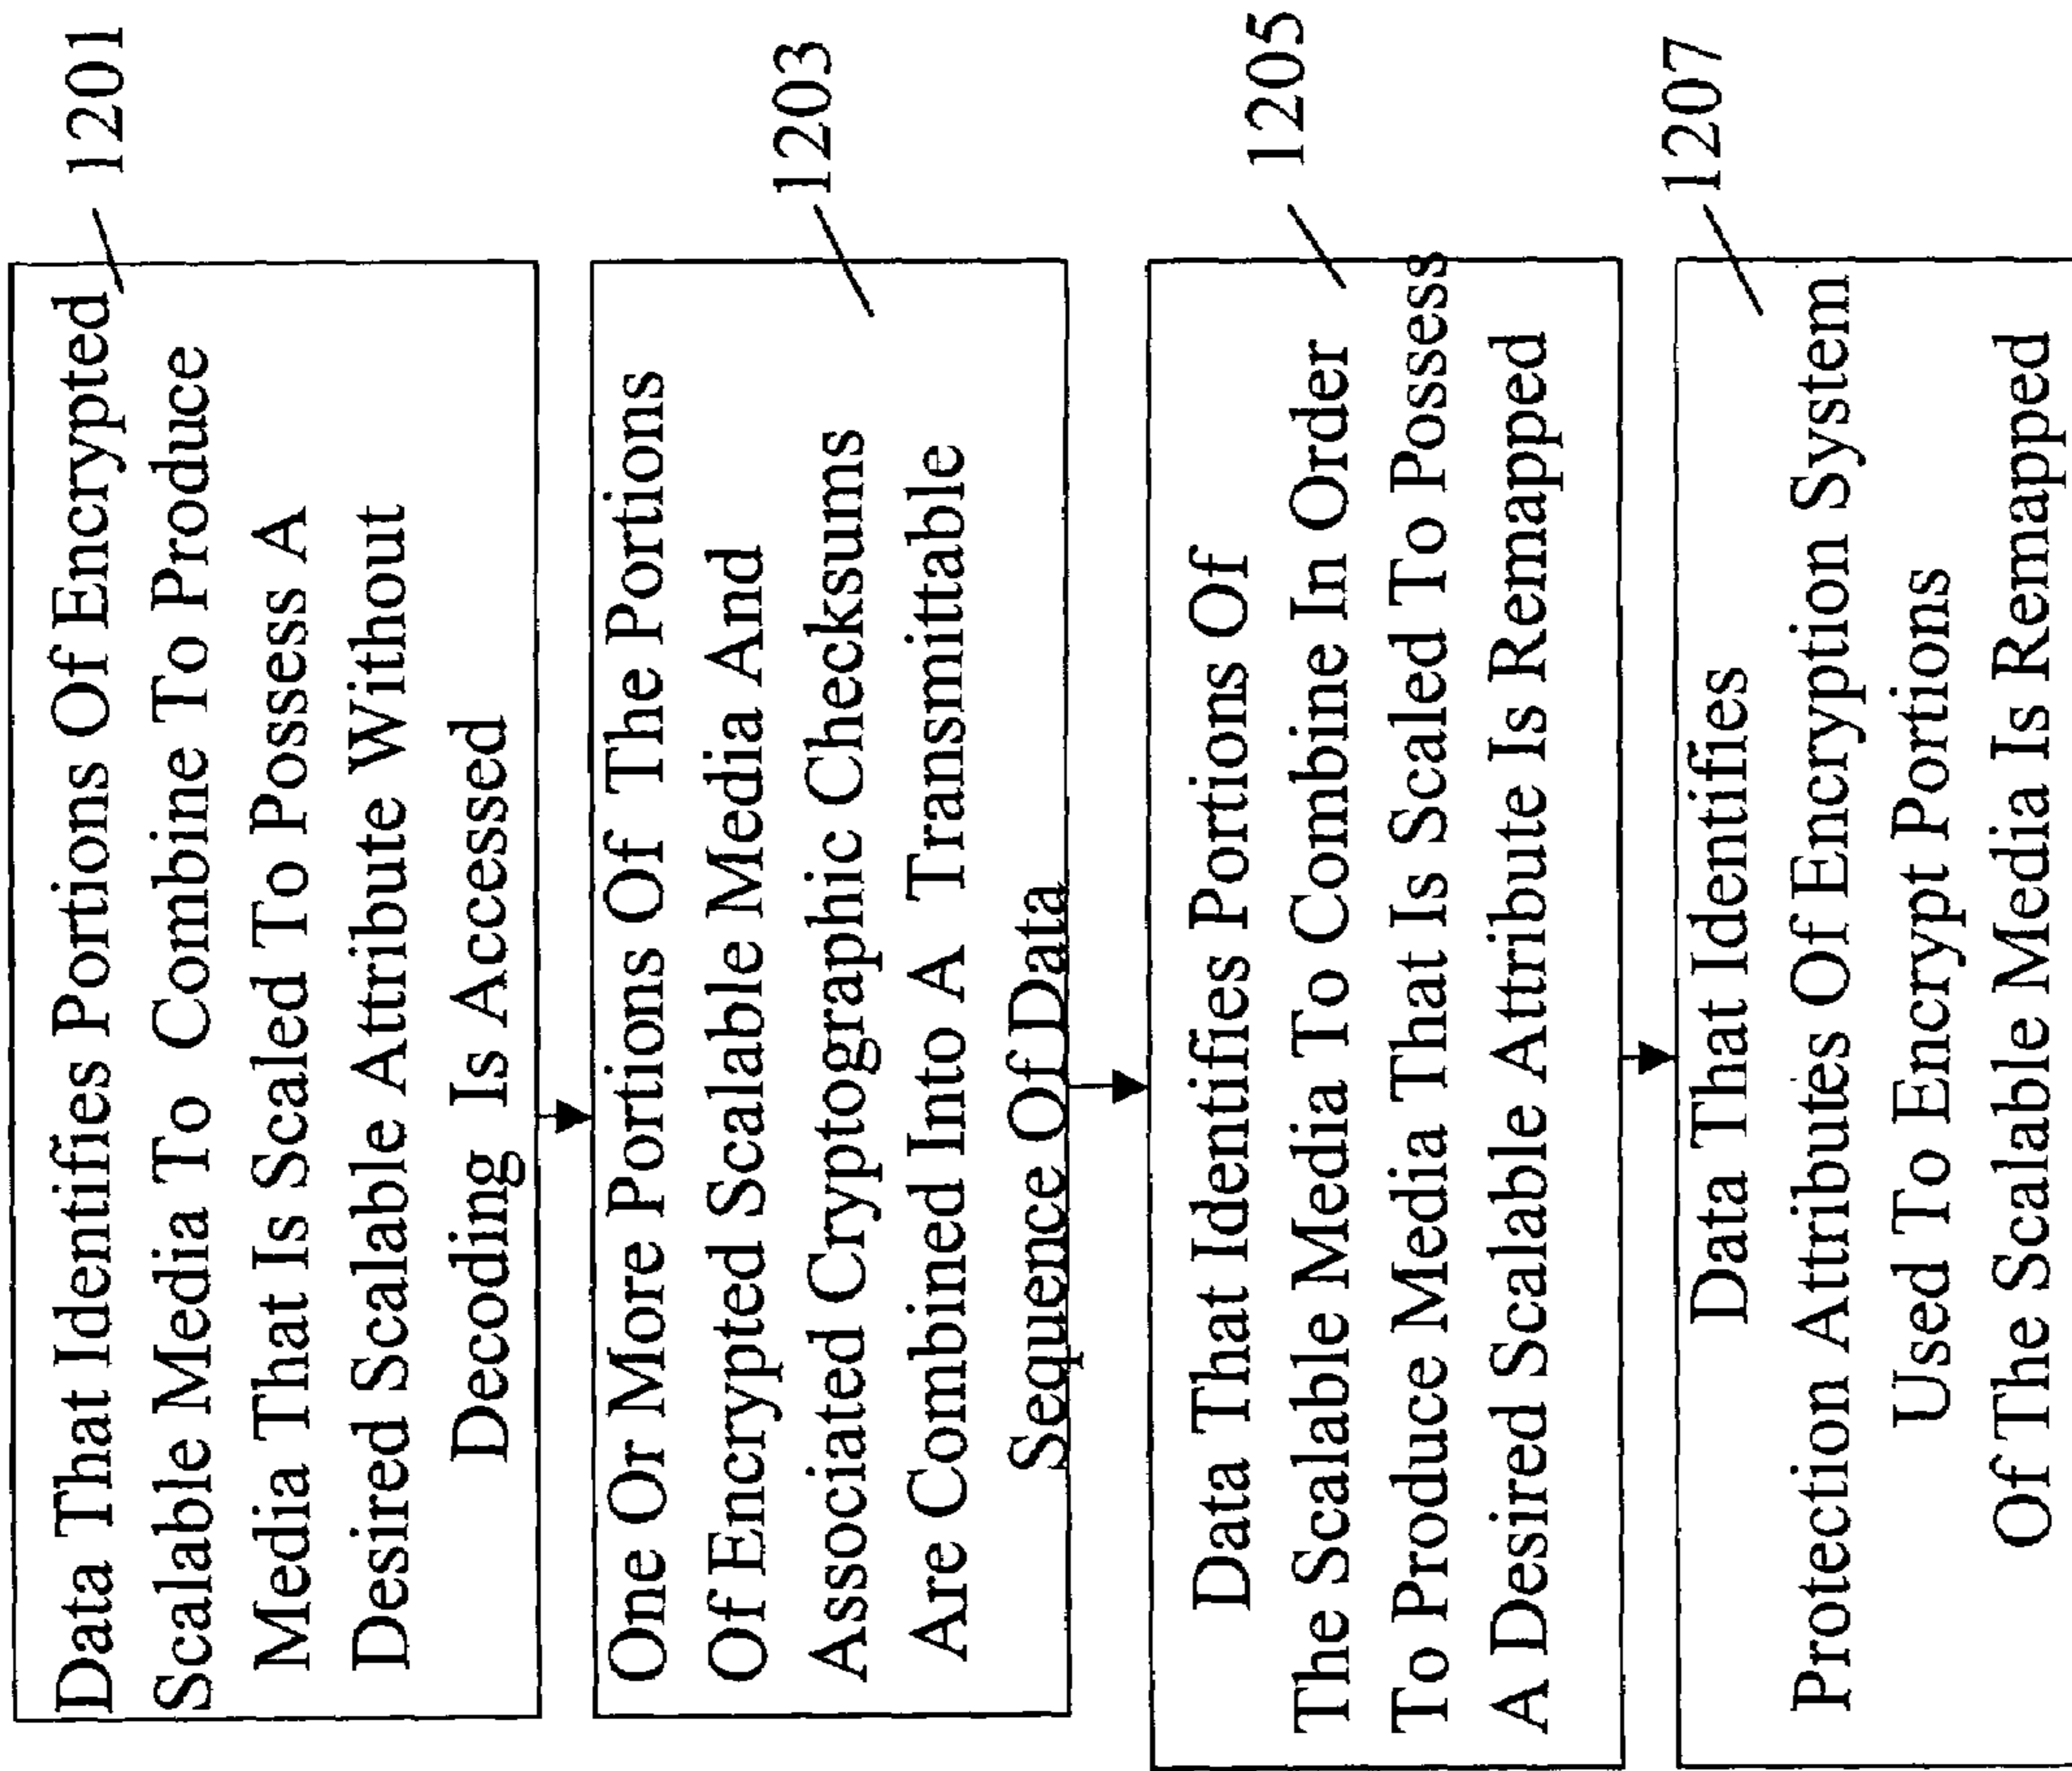 Data That Identifies Portions Of Encrypted
Scalable Media To Combine To Produce
Media That Is Scaled To Possess A
Desired Scalable Attribute Without
Decoding Is Accessed
1201
One Or More Portions Of The Portions
Of Encrypted Scalable Media And
Associated Cryptographic Checksums
Are Combined Into A Transmittable
Sequence Of Data
1203
Data That Identifies Portions Of
The Scalable Media To Combine In Order
To Produce Media That Is Scaled To Possess
A Desired Scalable Attribute Is Remapped
1205
Data That Identifies
Protection Attributes Of Encryption System
Used To Encrypt Portions
Of The Scalable Media Is Remapped
1207